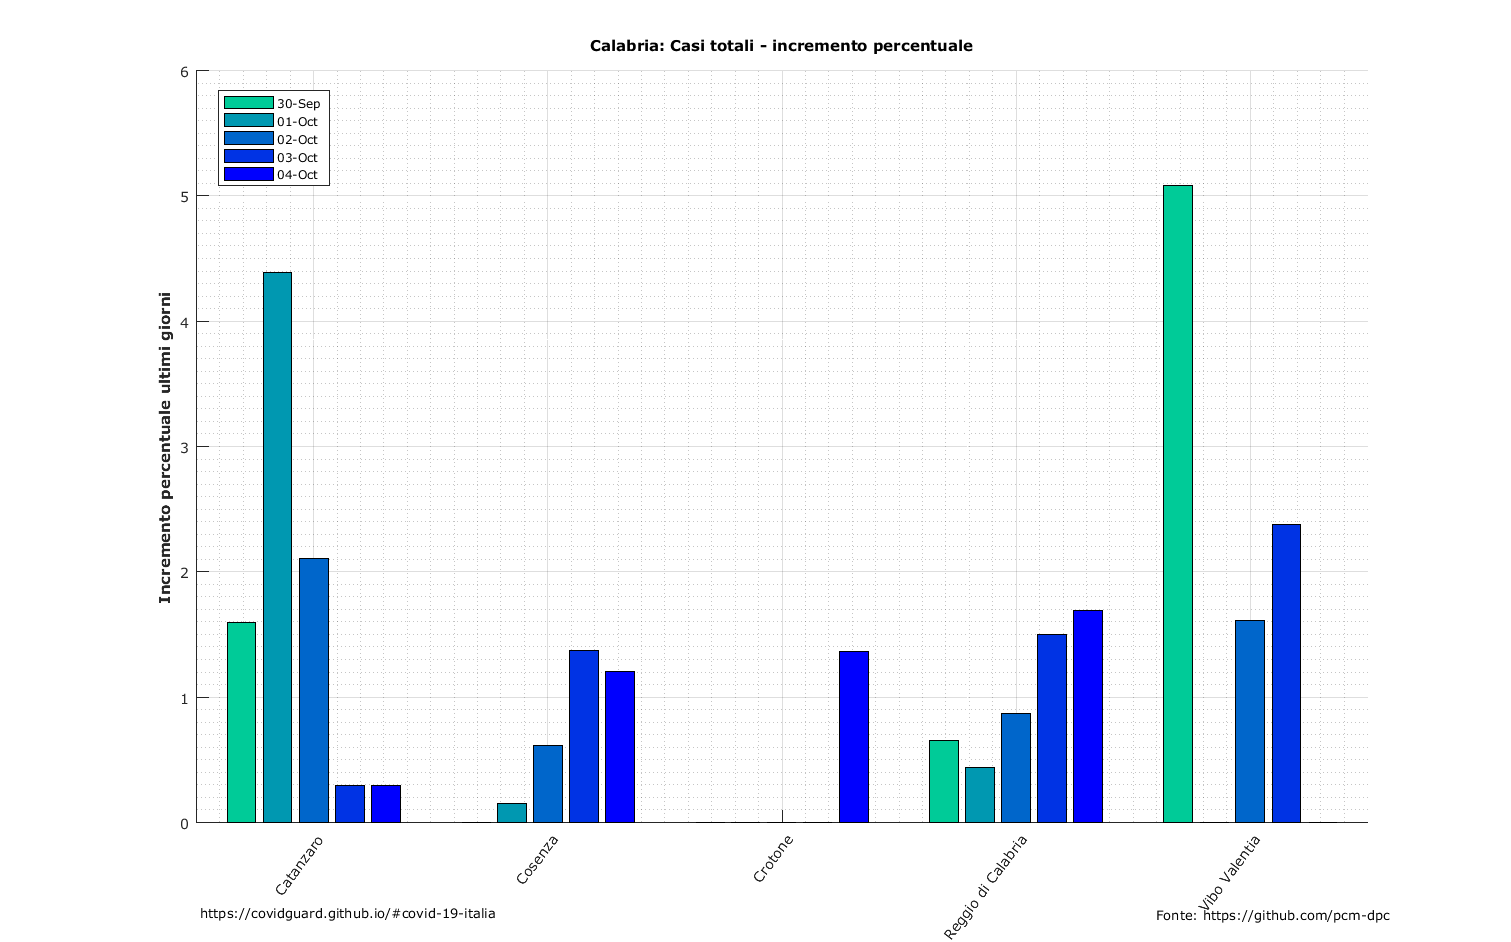 Calabria: Casi totali - incremento percentuale
6
5
4
3
2
1
0
Incremento percentuale ultimi giorni
30-Sep
01-Oct
02-Oct
03-Oct
04-Oct
Catanzaro
Cosenza
Crotone
Reggio di Calabria
Vibo Valentia
https://covidguard.github.io/#covid-19-italia
Fonte: https://github.com/pcm-dpc